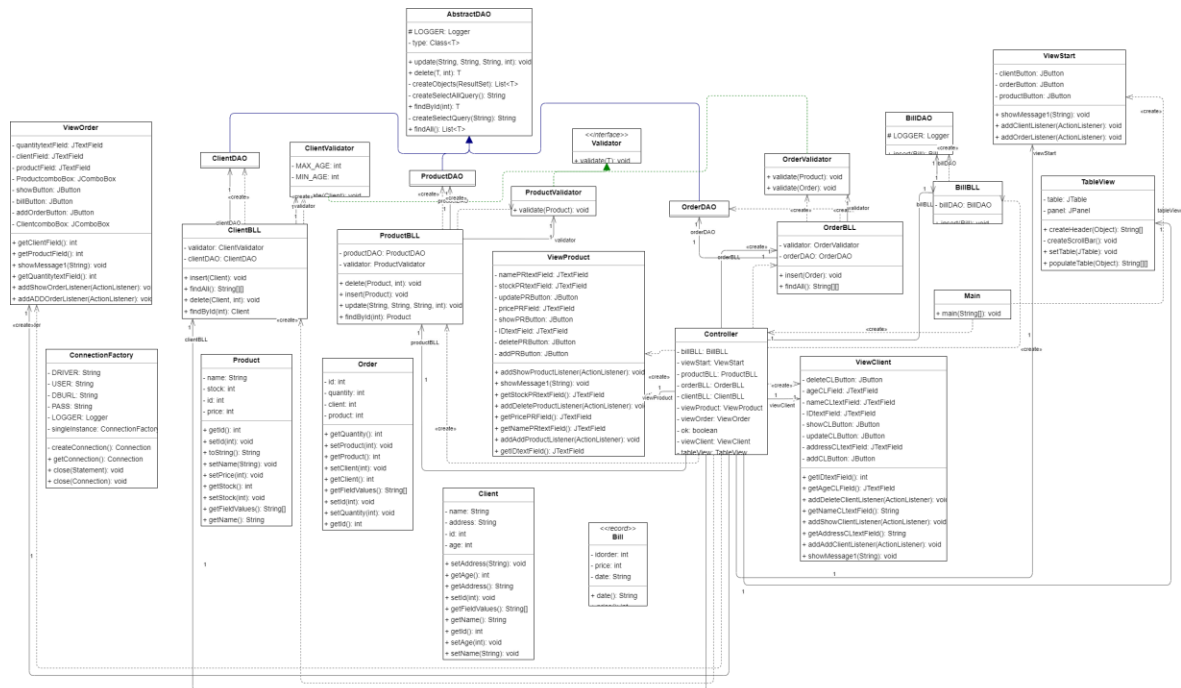 AbstractDAO
# LOGGER: Logger
- type: Class<T>
+ update(String, String, String, int): void
+ delete(T, int): T
- createObjects(ResultSet): List<T>
- createSelectAllQuery(): String
+ findById(int): T
- createSelectQuery(String): String
+ findAll(): List<T>
ViewStart
- clientButton: JButton
- orderButton: JButton
- productButton: JButton
+ showMessage1(String): void
+ addClientListener(ActionListener): void
+ addOrderListener(ActionListener): void
ViewOrder
- quantitytextField: JTextField
- clientField: JTextField
- productField: JTextField
- ProductcomboBox: JComboBox
- showButton: JButton
- billButton: JButton
- addOrderButton: JButton
- ClientcomboBox: JComboBox
+ getClientField(): int
+ getProductField(): int
+ showMessage1(String): void
+ getQuantitytextField(): int
+ addShowOrderListener(ActionListener): void
+ addADDOrderListener(ActionListener): void
ClientDAO
ClientValidator
- MAX_AGE: int
- MIN_AGE: int
ProductDAO
<<interface>>
Validator
+ validate(T): void
ProductValidator
+ validate(Product): void
OrderValidator
+ validate(Product): void
+ validate(Order): void
BillDAO
# LOGGER: Logger
OrderDAO
BillBLL
- billDAO: BillDAO
TableView
- table: JTable
- panel: JPanel
+ createHeader(Object): String[]
- createScrollBar(): void
+ setTable(JTable): void
+ populateTable(Object): String[][]
ClientBLL
- validator: ClientValidator
- clientDAO: ClientDAO
+ insert(Client): void
+ findAll(): String[][]
+ delete(Client, int): void
+ findById(int): Client
ProductBLL
- productDAO: ProductDAO
- validator: ProductValidator
+ delete(Product, int): void
+ insert(Product): void
+ update(String, String, String, int): void
+ findById(int): Product
OrderBLL
- validator: OrderValidator
- orderDAO: OrderDAO
+ insert(Order): void
+ findAll(): String[][]
ViewProduct
- namePRtextField: JTextField
- stockPRtextField: JTextField
- updatePRButton: JButton
- pricePRField: JTextField
- showPRButton: JButton
- IDtextField: JTextField
- deletePRButton: JButton
- addPRButton: JButton
+ addShowProductListener(ActionListener): void
+ showMessage1(String): void
+ getStockPRtextField(): JTextField
+ addDeleteProductListener(ActionListener): void
+ getPricePRField(): JTextField
+ getNamePRtextField(): JTextField
+ addAddProductListener(ActionListener): void
+ getIDtextField(): JTextField
Main
+ main(String[]): void
Controller
- billBLL: BillBLL
- viewStart: ViewStart
- productBLL: ProductBLL
- orderBLL: OrderBLL
- clientBLL: ClientBLL
- viewProduct: ViewProduct
- viewOrder: ViewOrder
- ok: boolean
- viewClient: ViewClient
- tableView: TableView
ConnectionFactory
- DRIVER: String
- USER: String
- DBURL: String
- PASS: String
- LOGGER: Logger
- singleInstance: ConnectionFactory
- createConnection(): Connection
+ getConnection(): Connection
+ close(Statement): void
+ close(Connection): void
Product
- name: String
- stock: int
- id: int
- price: int
+ getId(): int
+ setId(int): void
+ toString(): String
+ setName(String): void
+ setPrice(int): void
+ getStock(): int
+ setStock(int): void
+ getFieldValues(): String[]
+ getName(): String
Order
- id: int
- quantity: int
- client: int
- product: int
+ getQuantity(): int
+ setProduct(int): void
+ getProduct(): int
+ setClient(int): void
+ getClient(): int
+ getFieldValues(): String[]
+ setId(int): void
+ setQuantity(int): void
+ getId(): int
ViewClient
- deleteCLButton: JButton
- ageCLField: JTextField
- nameCLtextField: JTextField
- IDtextField: JTextField
- showCLButton: JButton
- updateCLButton: JButton
- addressCLtextField: JTextField
- addCLButton: JButton
+ getIDtextField(): int
+ getAgeCLField(): JTextField
+ addDeleteClientListener(ActionListener): void
+ getNameCLtextField(): String
+ addShowClientListener(ActionListener): void
+ getAddressCLtextField(): String
+ addAddClientListener(ActionListener): void
+ showMessage1(String): void
Client
- name: String
- address: String
- id: int
- age: int
+ setAddress(String): void
+ getAge(): int
+ getAddress(): String
+ setId(int): void
+ getFieldValues(): String[]
+ getName(): String
+ getId(): int
+ setAge(int): void
+ setName(String): void
<<record>>
Bill
- idorder: int
- price: int
- date: String
+ date(): String